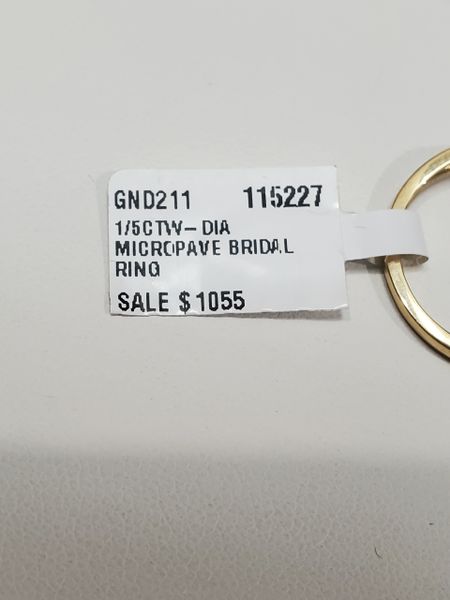 GND211 115227
1/5CTW-DIA
MICROPAVE BRIDAL
RING
SALE $1055